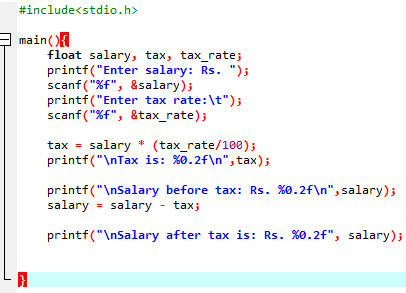 #include<stdio.h>
main(){
float salary, tax, tax_rate;
printf("Enter salary: Rs. ");
scanf("%f", &salary);
printf("Enter tax rate:\t");
scanf("%f", &tax_rate);
tax = salary * (tax_rate/100);
printf("\nTax is: %0.2f\n",tax);
printf("\nSalary before tax: Rs. %0.2f\n",salary);
salary = salary - tax;
printf("\nSalary after tax is: Rs. %0.2f", salary);
}